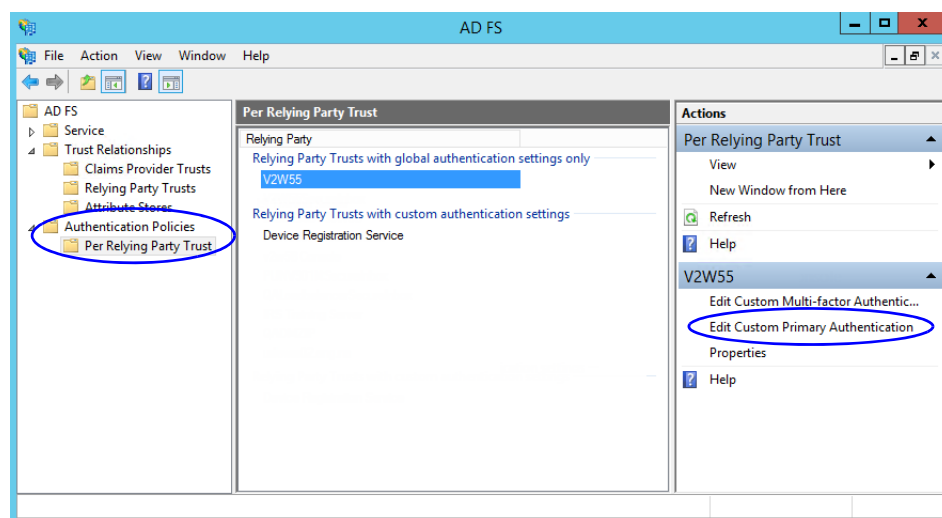 AD FS
File Action View Window Help
AD FS
Service
Trust Relationships
Claims Provider Trusts
Relying Party Trusts
Attribute Stores
Authentication Policies
Per Relying Party Trust
Per Relying Party Trust
Relying Party
Relying Party Trusts with global authentication settings only
V2W55
Relying Party Trusts with custom authentication settings
Device Registration Service
Actions
Per Relying Party Trust
View
New Window from Here
Refresh
Help
V2W55
Edit Custom Multi-factor Authentic...
Edit Custom Primary Authentication
Properties
Help